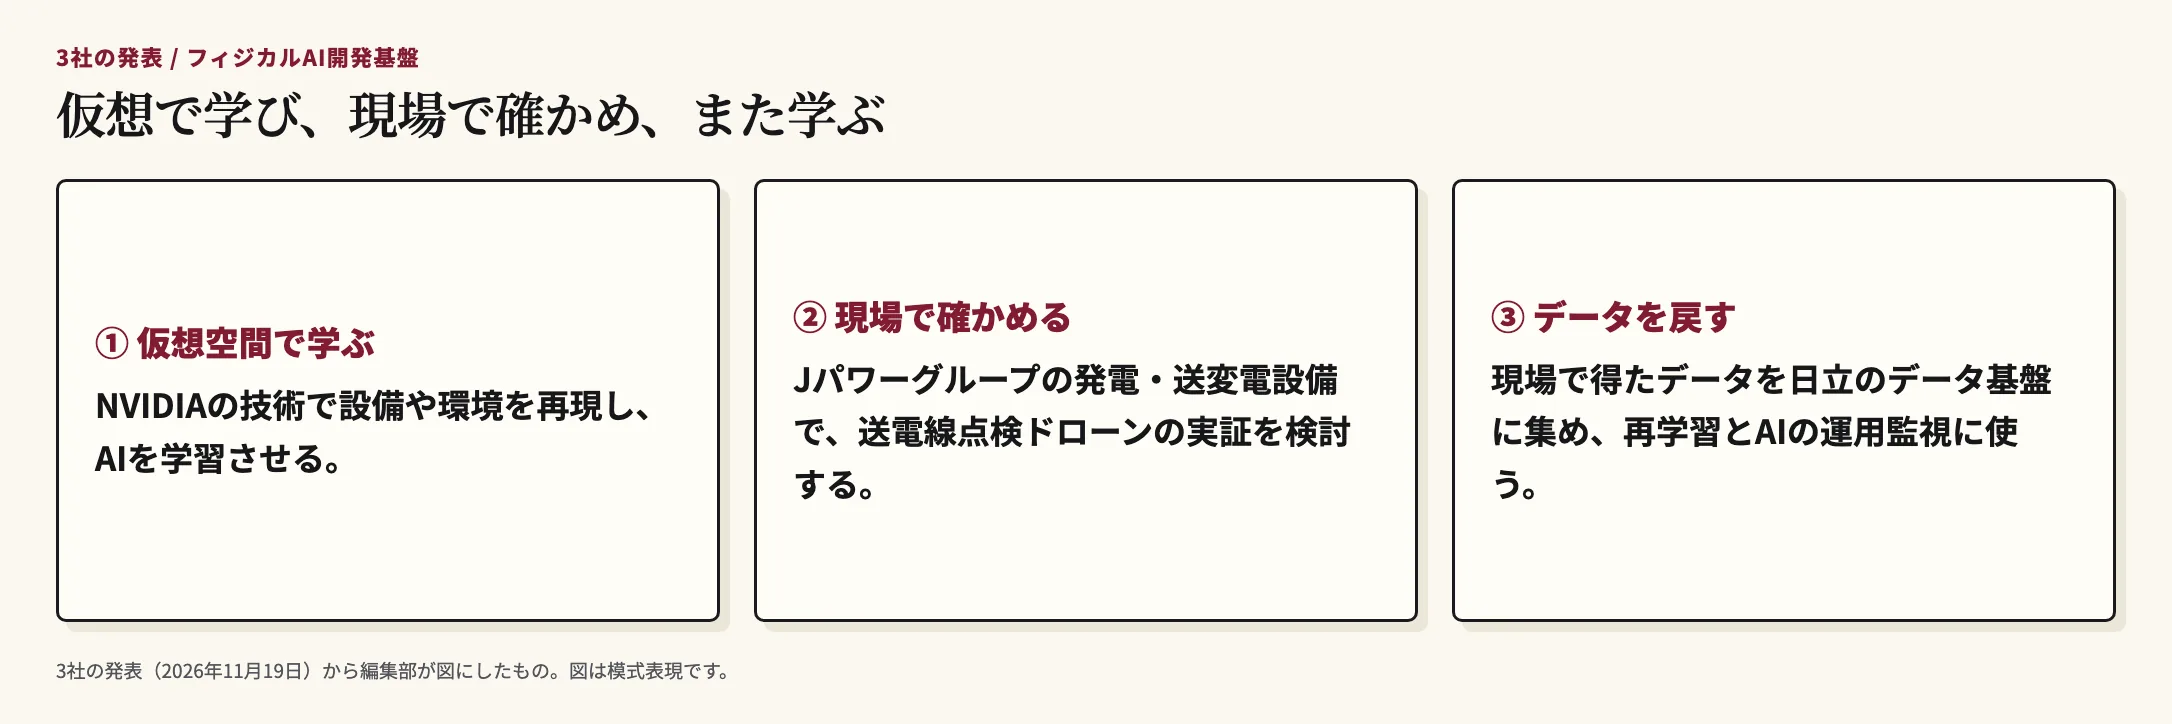 3社の発表 / フィジカルAI開発基盤
仮想で学び、現場で確かめ、また学ぶ
① 仮想空間で学ぶ
NVIDIAの技術で設備や環境を再現し、
AIを学習させる。
② 現場で確かめる
Jパワーグループの発電・送変電設備
で、送電線点検ドローンの実証を検討
する。
③ データを戻す
現場で得たデータを日立のデータ基盤
に集め、再学習とAIの運用監視に使
う。
3社の発表（2026年11月19日）から編集部が図にしたもの。図は模式表現です。